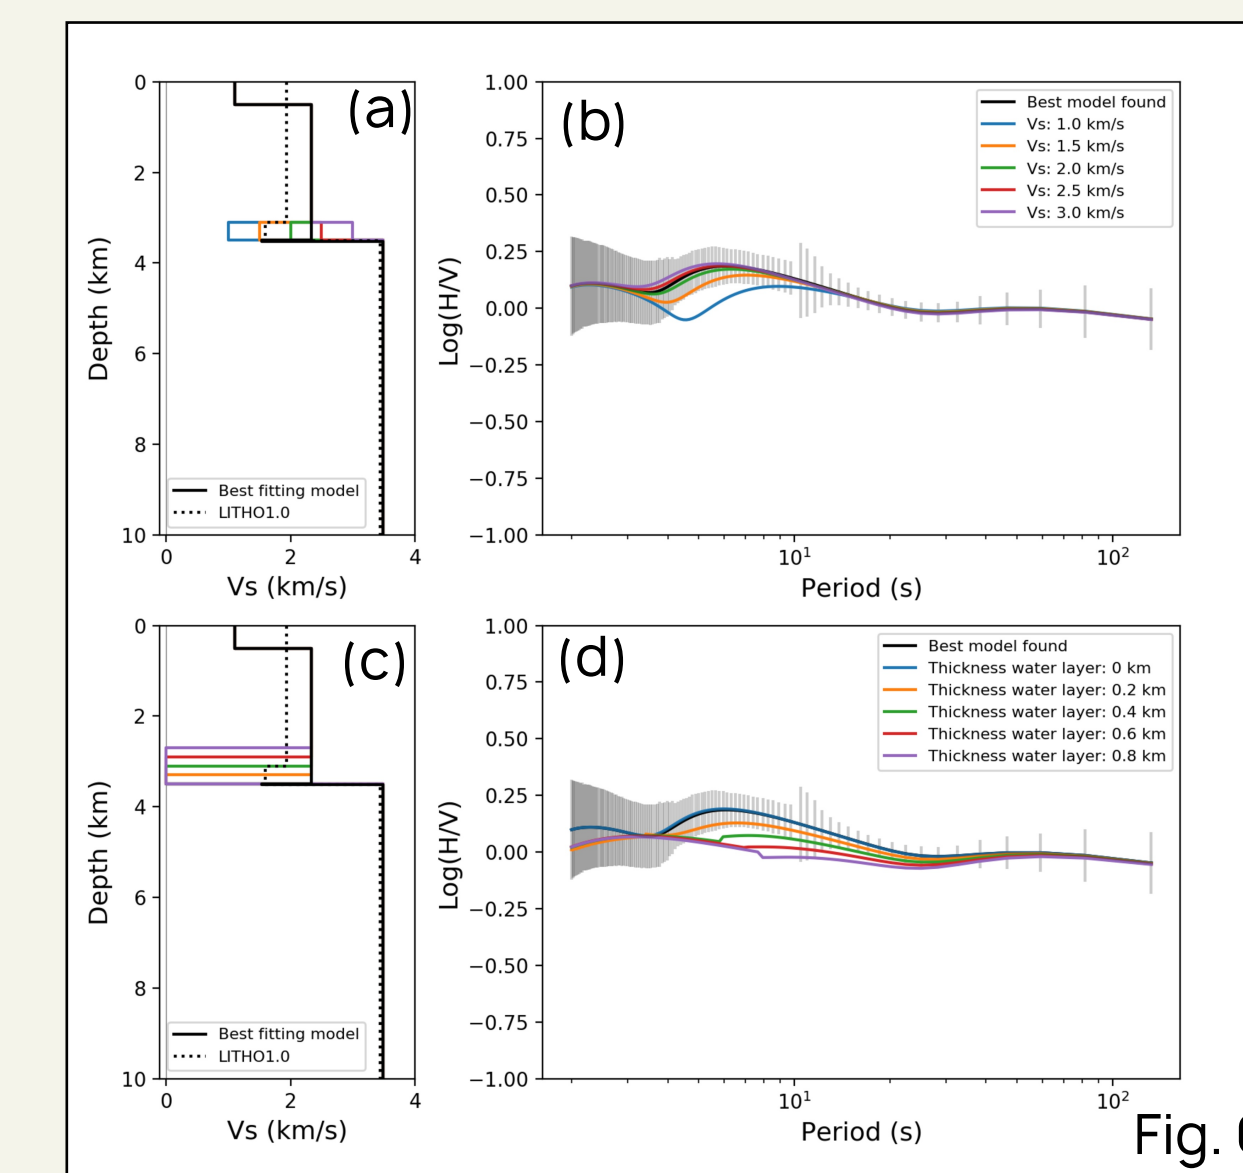 (a)
0
2
4
6
8
10
Depth (km)
Best fitting model
LITHO1.0
0 2 4
Vs (km/s)
(b)
1.00
0.75
0.50
0.25
0.00
−0.25
−0.50
−0.75
−1.00
Log(H/V)
Best model found
Vs: 1.0 km/s
Vs: 1.5 km/s
Vs: 2.0 km/s
Vs: 2.5 km/s
Vs: 3.0 km/s
10¹ 10²
Period (s)
(c)
0
2
4
6
8
10
Depth (km)
Best fitting model
LITHO1.0
0 2 4
Vs (km/s)
(d)
1.00
0.75
0.50
0.25
0.00
−0.25
−0.50
−0.75
−1.00
Log(H/V)
Best model found
Thickness water layer: 0 km
Thickness water layer: 0.2 km
Thickness water layer: 0.4 km
Thickness water layer: 0.6 km
Thickness water layer: 0.8 km
10¹ 10²
Period (s)
Fig.